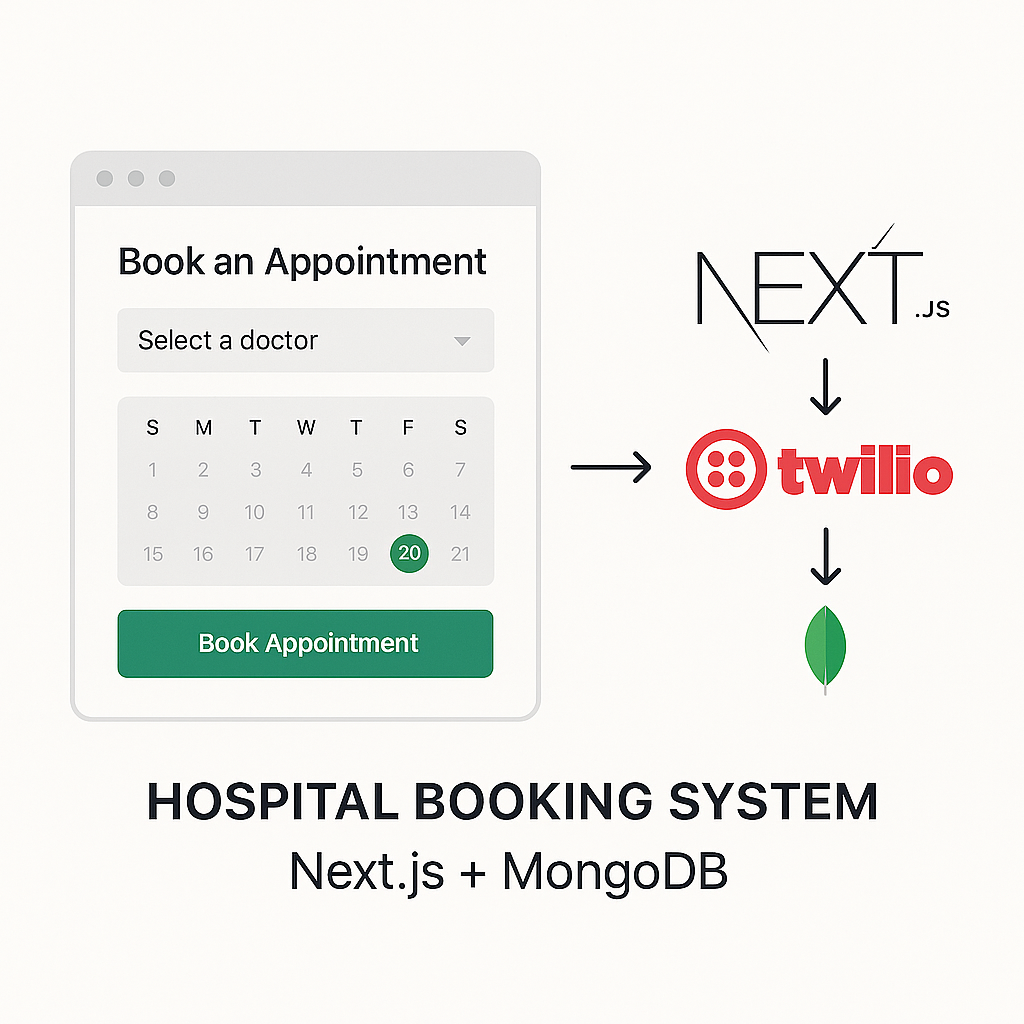 Book an Appointment
Select a doctor
S M T W T F S
1 2 3 4 5 6 7
8 9 10 11 12 13 14
15 16 17 18 19 20 21
Book Appointment
NEXT.JS
twilio
HOSPITAL BOOKING SYSTEM
Next.js + MongoDB